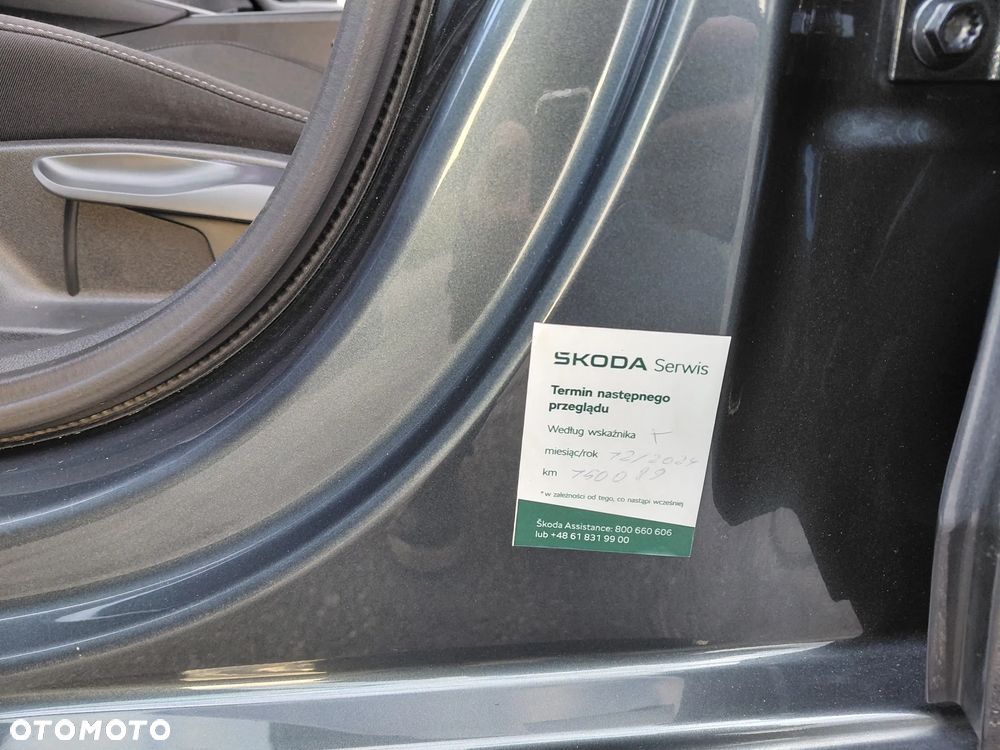 ŠKODA Serwis
Termin następnego
przeglądu
Według wskaźnika
miesiąc/rok 12/2024
km 160089
*w zależności od tego, co nastąpi wcześniej
Škoda Assistance: 800 660 606
lub +48 61 831 99 00
OTOMOTO